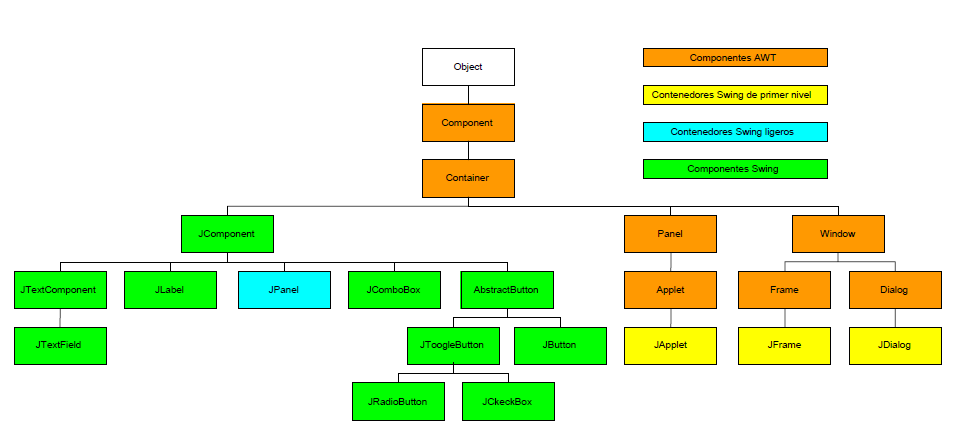 Object
Componentes AWT
Contenedores Swing de primer nivel
Component
Contenedores Swing ligeros
Container
Componentes Swing
JComponent
Panel
Window
JTextComponent
JLabel
JPanel
JComboBox
AbstractButton
Applet
Frame
Dialog
JTextField
JToogleButton
JButton
JApplet
JFrame
JDialog
JRadioButton
JCkeckBox